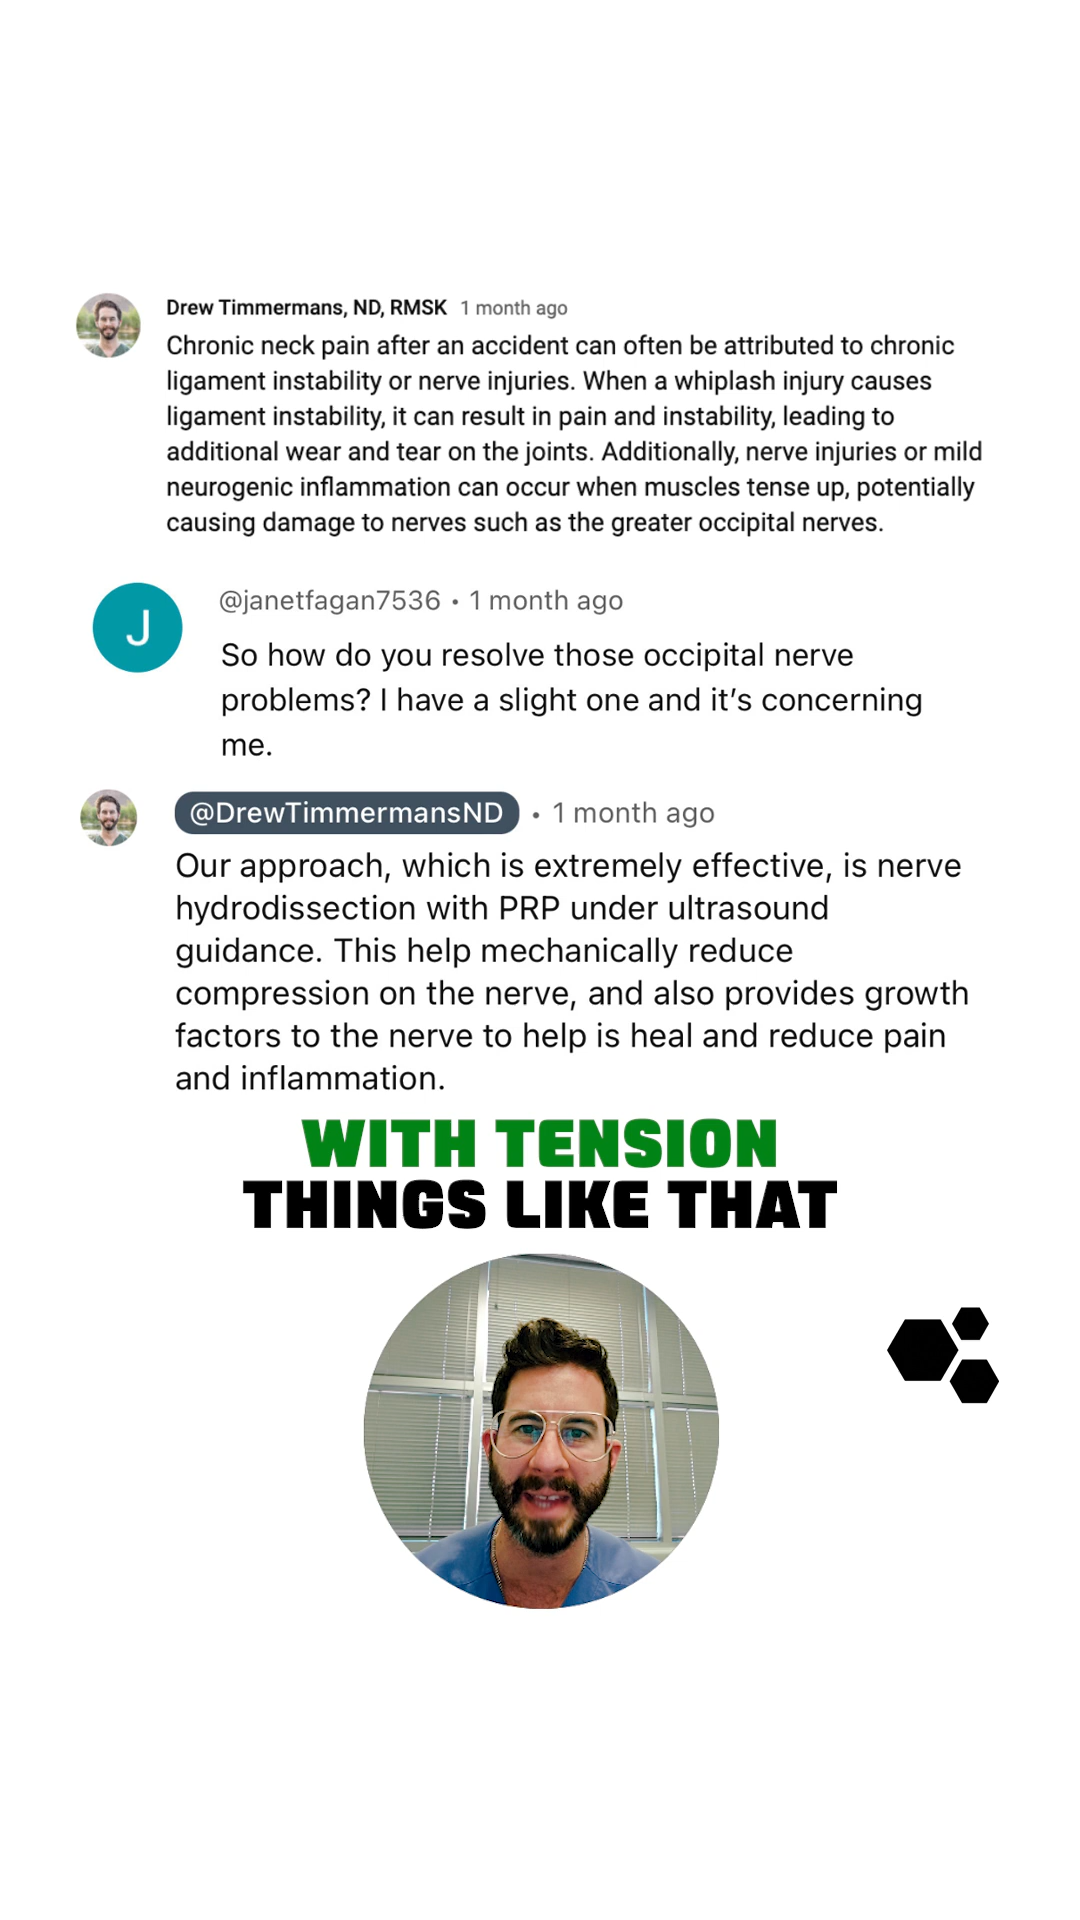 Drew Timmermans, ND, RMSK 1 month ago
Chronic neck pain after an accident can often be attributed to chronic
ligament instability or nerve injuries. When a whiplash injury causes
ligament instability, it can result in pain and instability, leading to
additional wear and tear on the joints. Additionally, nerve injuries or mild
neurogenic inflammation can occur when muscles tense up, potentially
causing damage to nerves such as the greater occipital nerves.
J
@janetfagan7536 • 1 month ago
So how do you resolve those occipital nerve
problems? I have a slight one and it’s concerning
me.
@DrewTimmermansND • 1 month ago
Our approach, which is extremely effective, is nerve
hydrodissection with PRP under ultrasound
guidance. This help mechanically reduce
compression on the nerve, and also provides growth
factors to the nerve to help is heal and reduce pain
and inflammation.
WITH TENSION
THINGS LIKE THAT